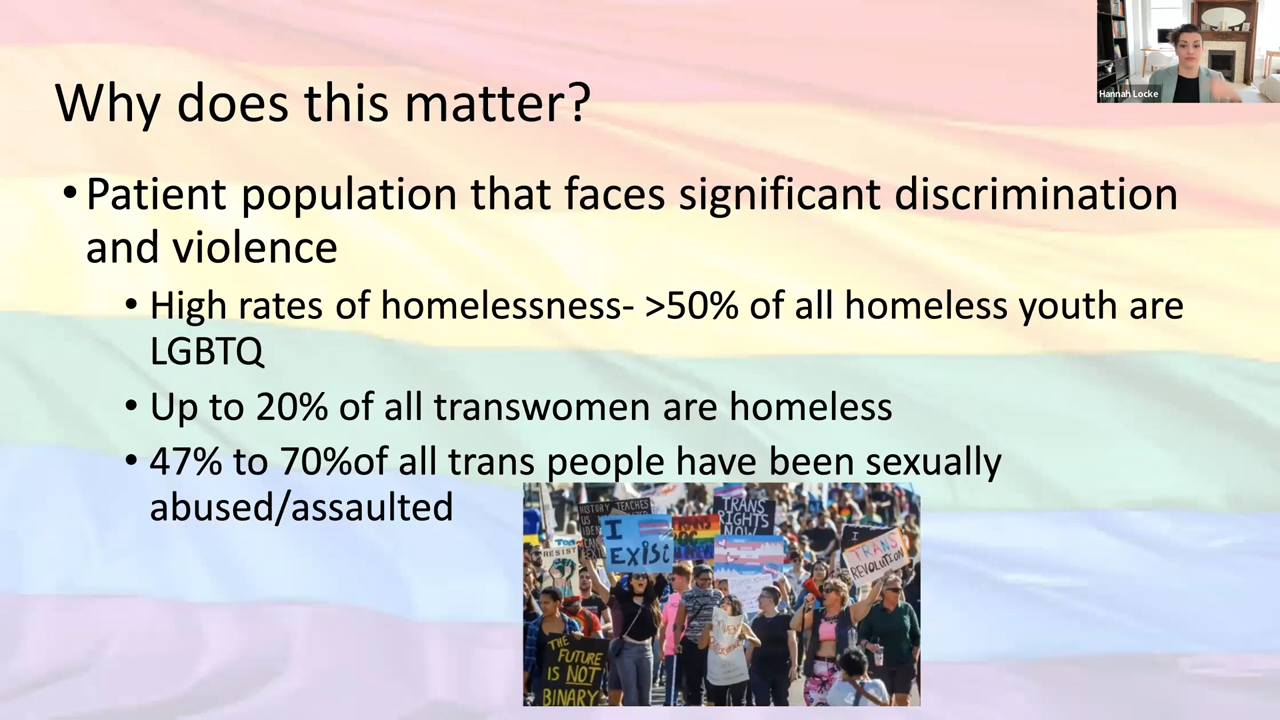 Why does this matter?
Hannah Locke
• Patient population that faces significant discrimination
and violence
• High rates of homelessness- >50% of all homeless youth are
LGBTQ
• Up to 20% of all transwomen are homeless
• 47% to 70%of all trans people have been sexually
abused/assaulted
HISTORY TEACHES
US
I
EXiSt
TRANS
RIGHTS
NOW
RESIST
I
TRANS
REVOLUTION
THE
FUTURE
IS NOT
BINARY